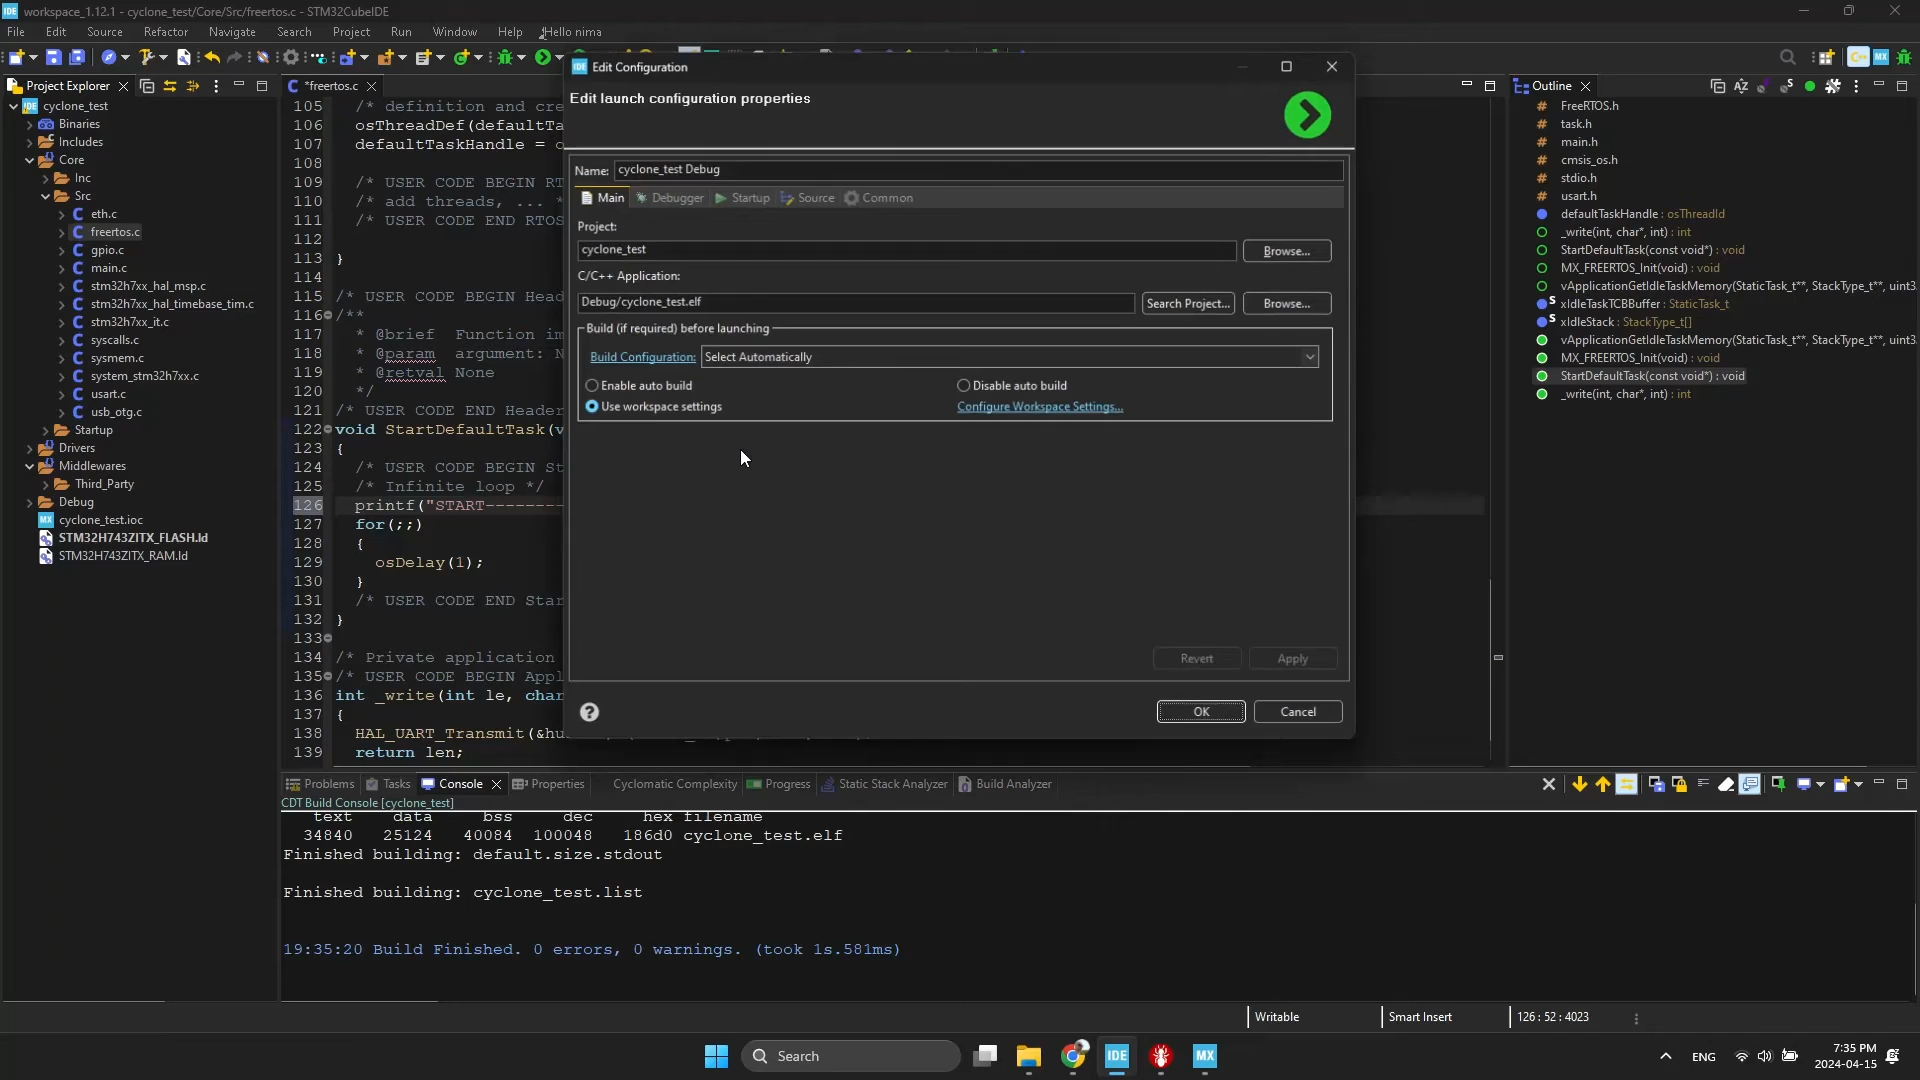 IDE workspace_1.12.1 - cyclone_test/Core/Src/freertos.c - STM32CubeIDE
File Edit Source Refactor Navigate Search Project Run Window Help Hello nima
Project Explorer
cyclone_test
Binaries
Includes
Core
Inc
Src
eth.c
freertos.c
gpio.c
main.c
stm32h7xx_hal_msp.c
stm32h7xx_hal_timebase_tim.c
stm32h7xx_it.c
syscalls.c
sysmem.c
system_stm32h7xx.c
usart.c
usb_otg.c
Startup
Drivers
Middlewares
Third_Party
Debug
MX cyclone_test.ioc
STM32H743ZITX_FLASH.ld
STM32H743ZITX_RAM.ld
*freertos.c
105 /* definition and cre
106 osThreadDef(defaultTa
107 defaultTaskHandle =
108
109 /* USER CODE BEGIN RT
110 /* add threads, ... *
111 /* USER CODE END RTOS
112
113 }
114
115 /* USER CODE BEGIN Head
116 /**
117 * @brief Function im
118 * @param argument: N
119 * @retval None
120 */
121 /* USER CODE END Header
122 void StartDefaultTask(v
123 {
124 /* USER CODE BEGIN St
125 /* Infinite loop */
126 printf("START--------
127 for(;;)
128 {
129 osDelay(1);
130 }
131 /* USER CODE END Star
132 }
133
134 /* Private application
135 /* USER CODE BEGIN Appl
136 int _write(int le, char
137 {
138 HAL_UART_Transmit(&hu
139 return len;
IDE Edit Configuration
Edit launch configuration properties
Name: cyclone_test Debug
Main Debugger Startup Source Common
Project:
cyclone_test Browse...
C/C++ Application:
Debug/cyclone_test.elf Search Project... Browse...
Build (if required) before launching
Build Configuration: Select Automatically
Enable auto build Disable auto build
Use workspace settings Configure Workspace Settings...
Revert Apply
OK Cancel
Outline
FreeRTOS.h
task.h
main.h
cmsis_os.h
stdio.h
usart.h
defaultTaskHandle : osThreadId
_write(int, char*, int) : int
StartDefaultTask(const void*) : void
MX_FREERTOS_Init(void) : void
vApplicationGetIdleTaskMemory(StaticTask_t**, StackType_t**, uint3
xIdleTaskTCBBuffer : StaticTask_t
xIdleStack : StackType_t[]
vApplicationGetIdleTaskMemory(StaticTask_t**, StackType_t**, uint3
MX_FREERTOS_Init(void) : void
StartDefaultTask(const void*) : void
_write(int, char*, int) : int
Problems Tasks Console Properties Cyclomatic Complexity Progress Static Stack Analyzer Build Analyzer
CDT Build Console [cyclone_test]
text data bss dec hex filename
34840 25124 40084 100048 186d0 cyclone_test.elf
Finished building: default.size.stdout
Finished building: cyclone_test.list
19:35:20 Build Finished. 0 errors, 0 warnings. (took 1s.581ms)
Writable Smart Insert 126 : 52 : 4023
Search IDE MX ENG 7:35 PM
2024-04-15